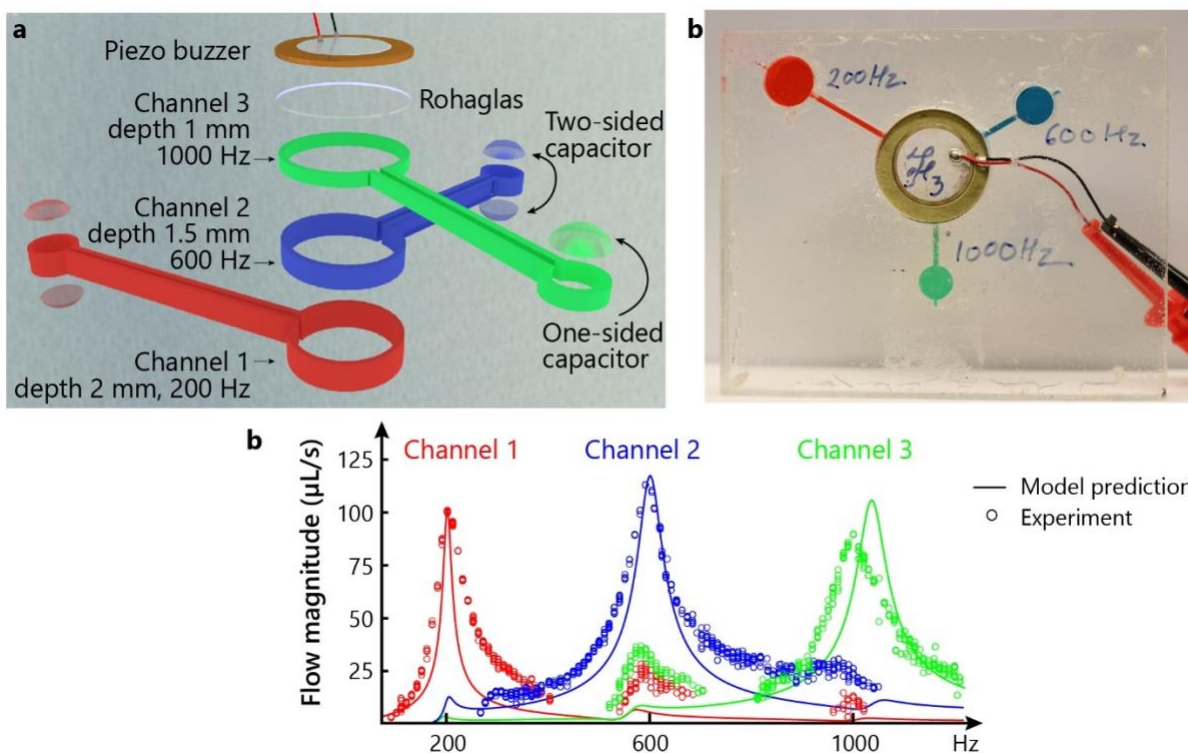 a
Piezo buzzer
Channel 3
depth 1 mm
1000 Hz
Rohaglas
Two-sided
capacitor
Channel 2
depth 1.5 mm
600 Hz
One-sided
capacitor
Channel 1
depth 2 mm, 200 Hz
b
200Hz.
600Hz.
1000Hz.
b
Channel 1
Channel 2
Channel 3
Flow magnitude (µL/s)
125
100
75
50
25
200
600
1000
Hz
Model prediction
Experiment